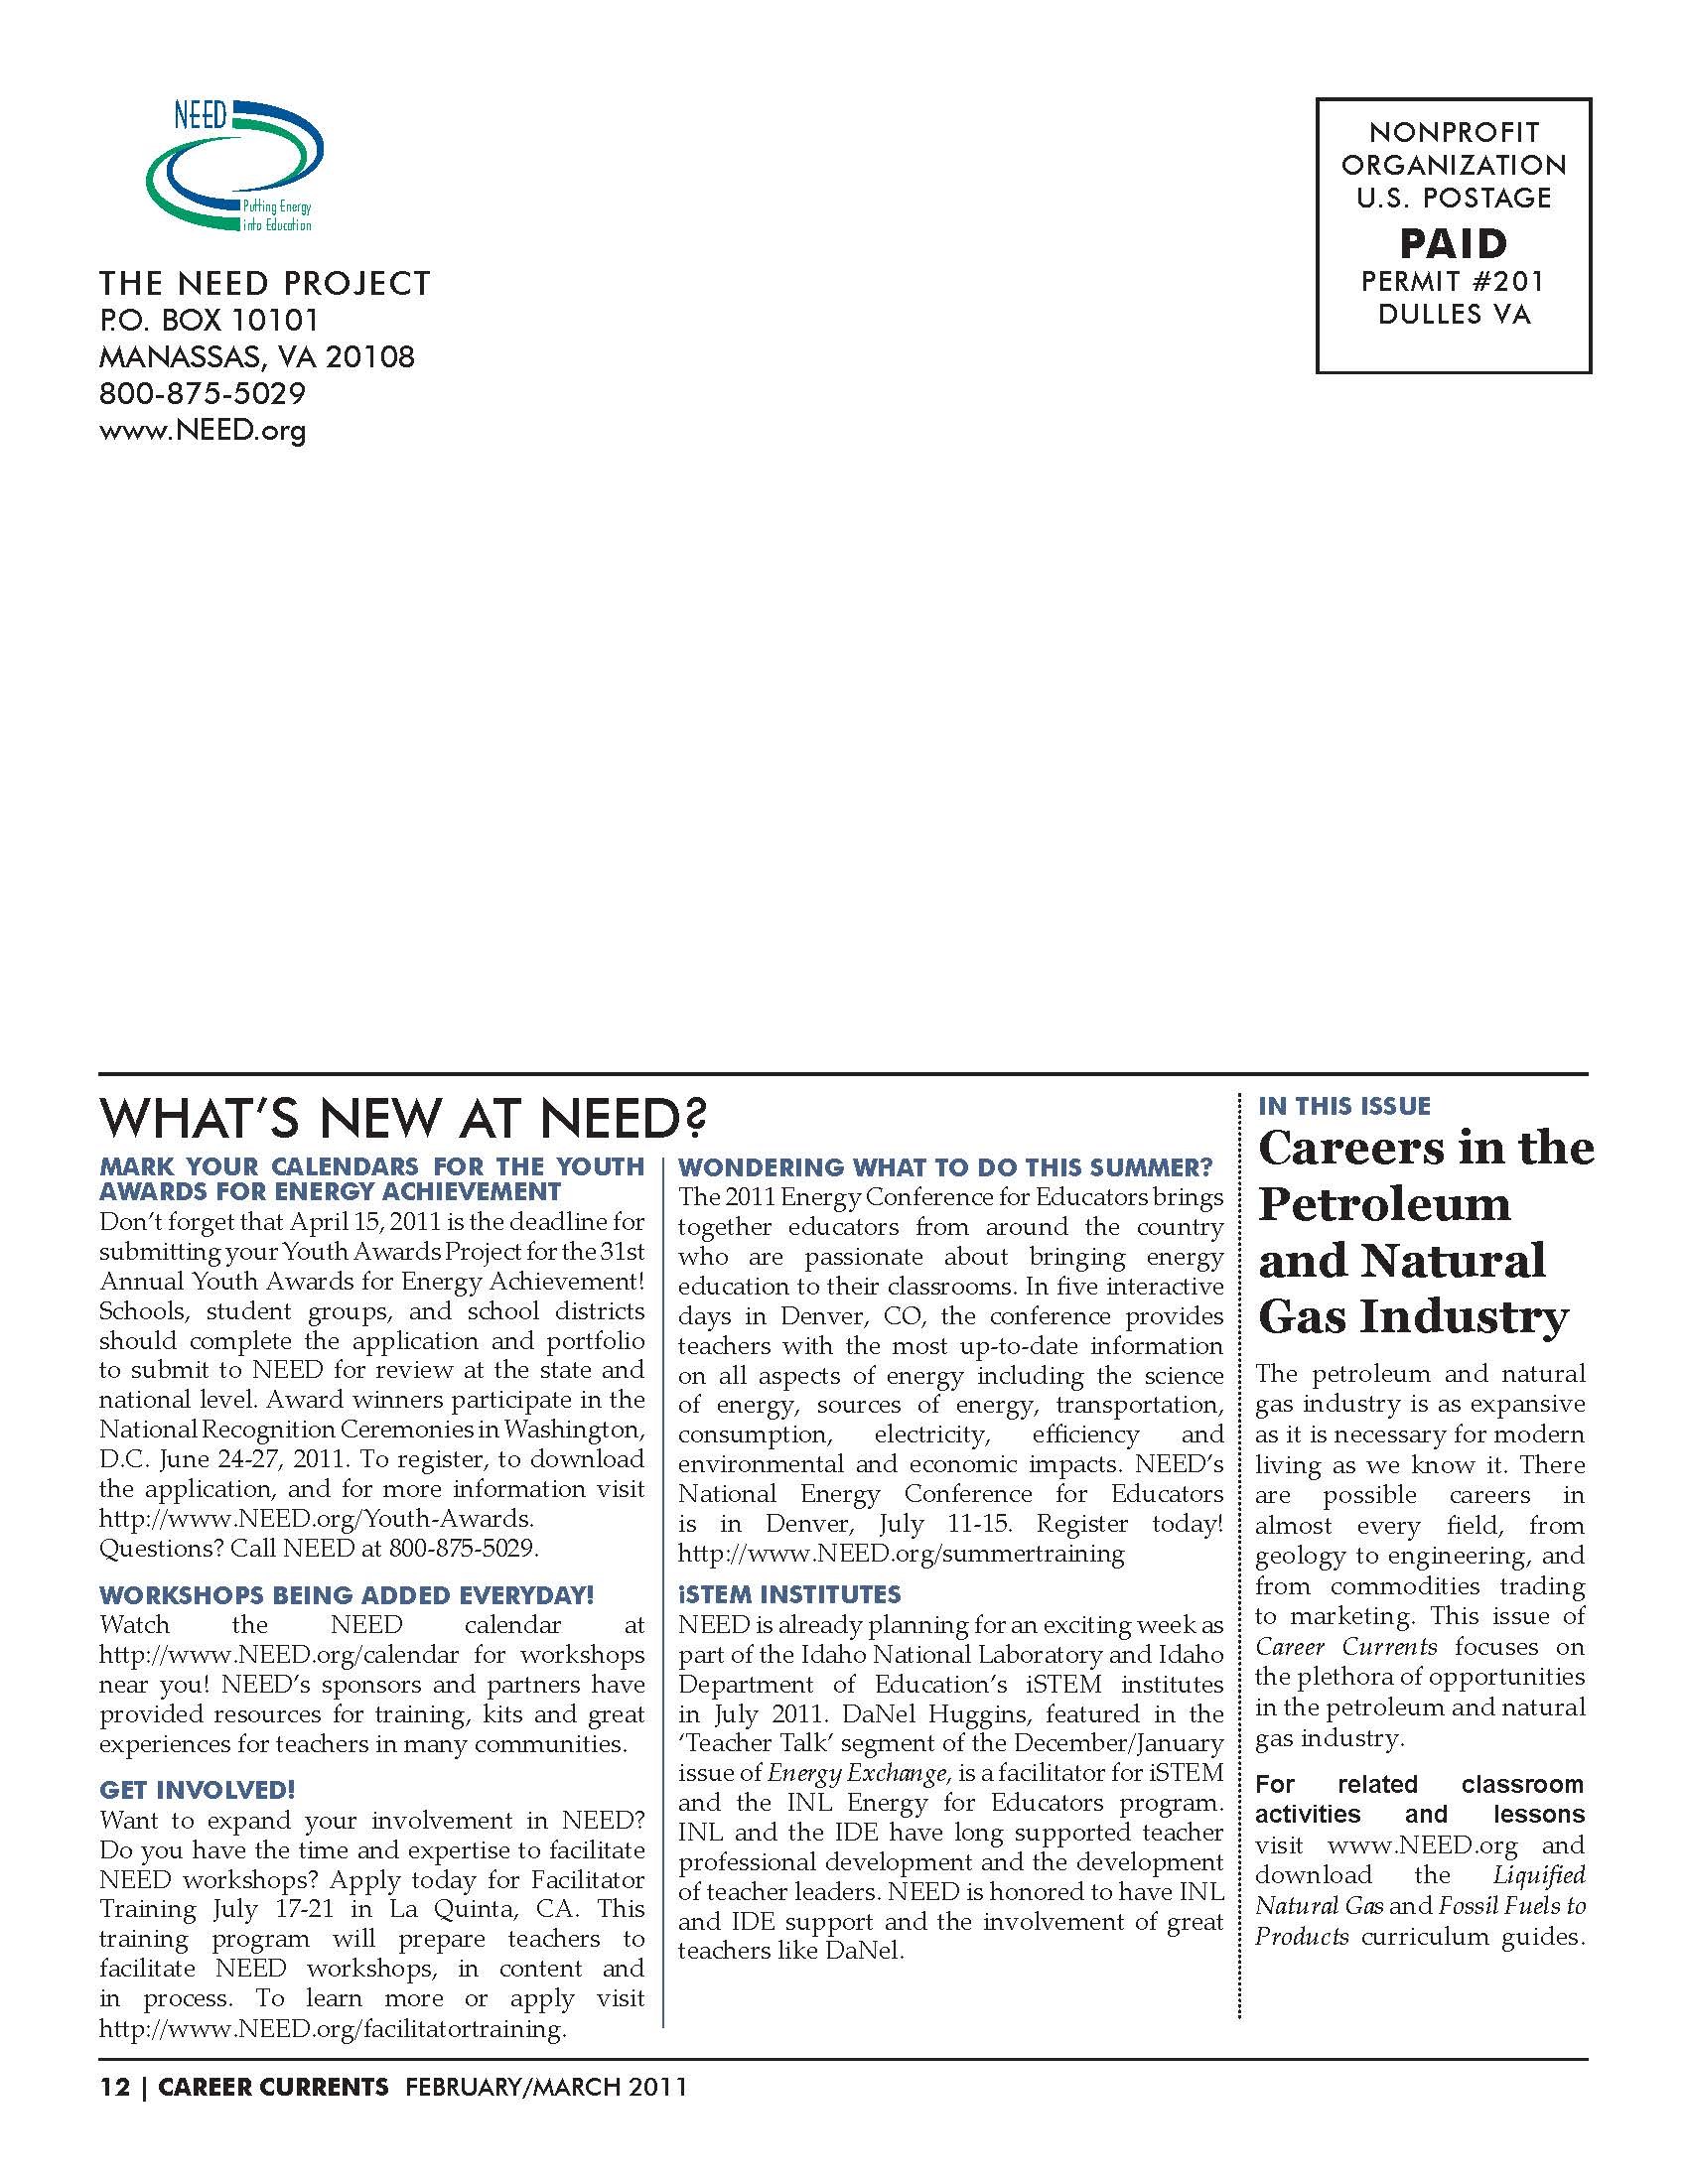 NEED
Putting Energy
into Education
THE NEED PROJECT
P.O. BOX 10101
MANASSAS, VA 20108
800-875-5029
www.NEED.org
NONPROFIT
ORGANIZATION
U.S. POSTAGE
PAID
PERMIT #201
DULLES VA
WHAT'S NEW AT NEED?
MARK YOUR CALENDARS FOR THE YOUTH
AWARDS FOR ENERGY ACHIEVEMENT
Don't forget that April 15, 2011 is the deadline for
submitting your Youth Awards Project for the 31st
Annual Youth Awards for Energy Achievement!
Schools, student groups, and school districts
should complete the application and portfolio
to submit to NEED for review at the state and
national level. Award winners participate in the
National Recognition Ceremonies in Washington,
D.C. June 24-27, 2011. To register, to download
the application, and for more information visit
http://www.NEED.org/Youth-Awards.
Questions? Call NEED at 800-875-5029.
WORKSHOPS BEING ADDED EVERYDAY!
Watch the NEED calendar at
http://www.NEED.org/calendar for workshops
near you! NEED's sponsors and partners have
provided resources for training, kits and great
experiences for teachers in many communities.
GET INVOLVED!
Want to expand your involvement in NEED?
Do you have the time and expertise to facilitate
NEED workshops? Apply today for Facilitator
Training July 17-21 in La Quinta, CA. This
training program will prepare teachers to
facilitate NEED workshops, in content and
in process. To learn more or apply visit
http://www.NEED.org/facilitatortraining.
WONDERING WHAT TO DO THIS SUMMER?
The 2011 Energy Conference for Educators brings
together educators from around the country
who are passionate about bringing energy
education to their classrooms. In five interactive
days in Denver, CO, the conference provides
teachers with the most up-to-date information
on all aspects of energy including the science
of energy, sources of energy, transportation,
consumption, electricity, efficiency and
environmental and economic impacts. NEED's
National Energy Conference for Educators
is in Denver, July 11-15. Register today!
http://www.NEED.org/summertraining
iSTEM INSTITUTES
NEED is already planning for an exciting week as
part of the Idaho National Laboratory and Idaho
Department of Education's iSTEM institutes
in July 2011. DaNel Huggins, featured in the
'Teacher Talk' segment of the December/January
issue of Energy Exchange, is a facilitator for iSTEM
and the INL Energy for Educators program.
INL and the IDE have long supported teacher
professional development and the development
of teacher leaders. NEED is honored to have INL
and IDE support and the involvement of great
teachers like DaNel.
IN THIS ISSUE
Careers in the
Petroleum
and Natural
Gas Industry
The petroleum and natural
gas industry is as expansive
as it is necessary for modern
living as we know it. There
are possible careers in
almost every field, from
geology to engineering, and
from commodities trading
to marketing. This issue of
Career Currents focuses on
the plethora of opportunities
in the petroleum and natural
gas industry.
For related classroom
activities and lessons
visit www.NEED.org and
download the Liquified
Natural Gas and Fossil Fuels to
Products curriculum guides.
12 | CAREER CURRENTS FEBRUARY/MARCH 2011